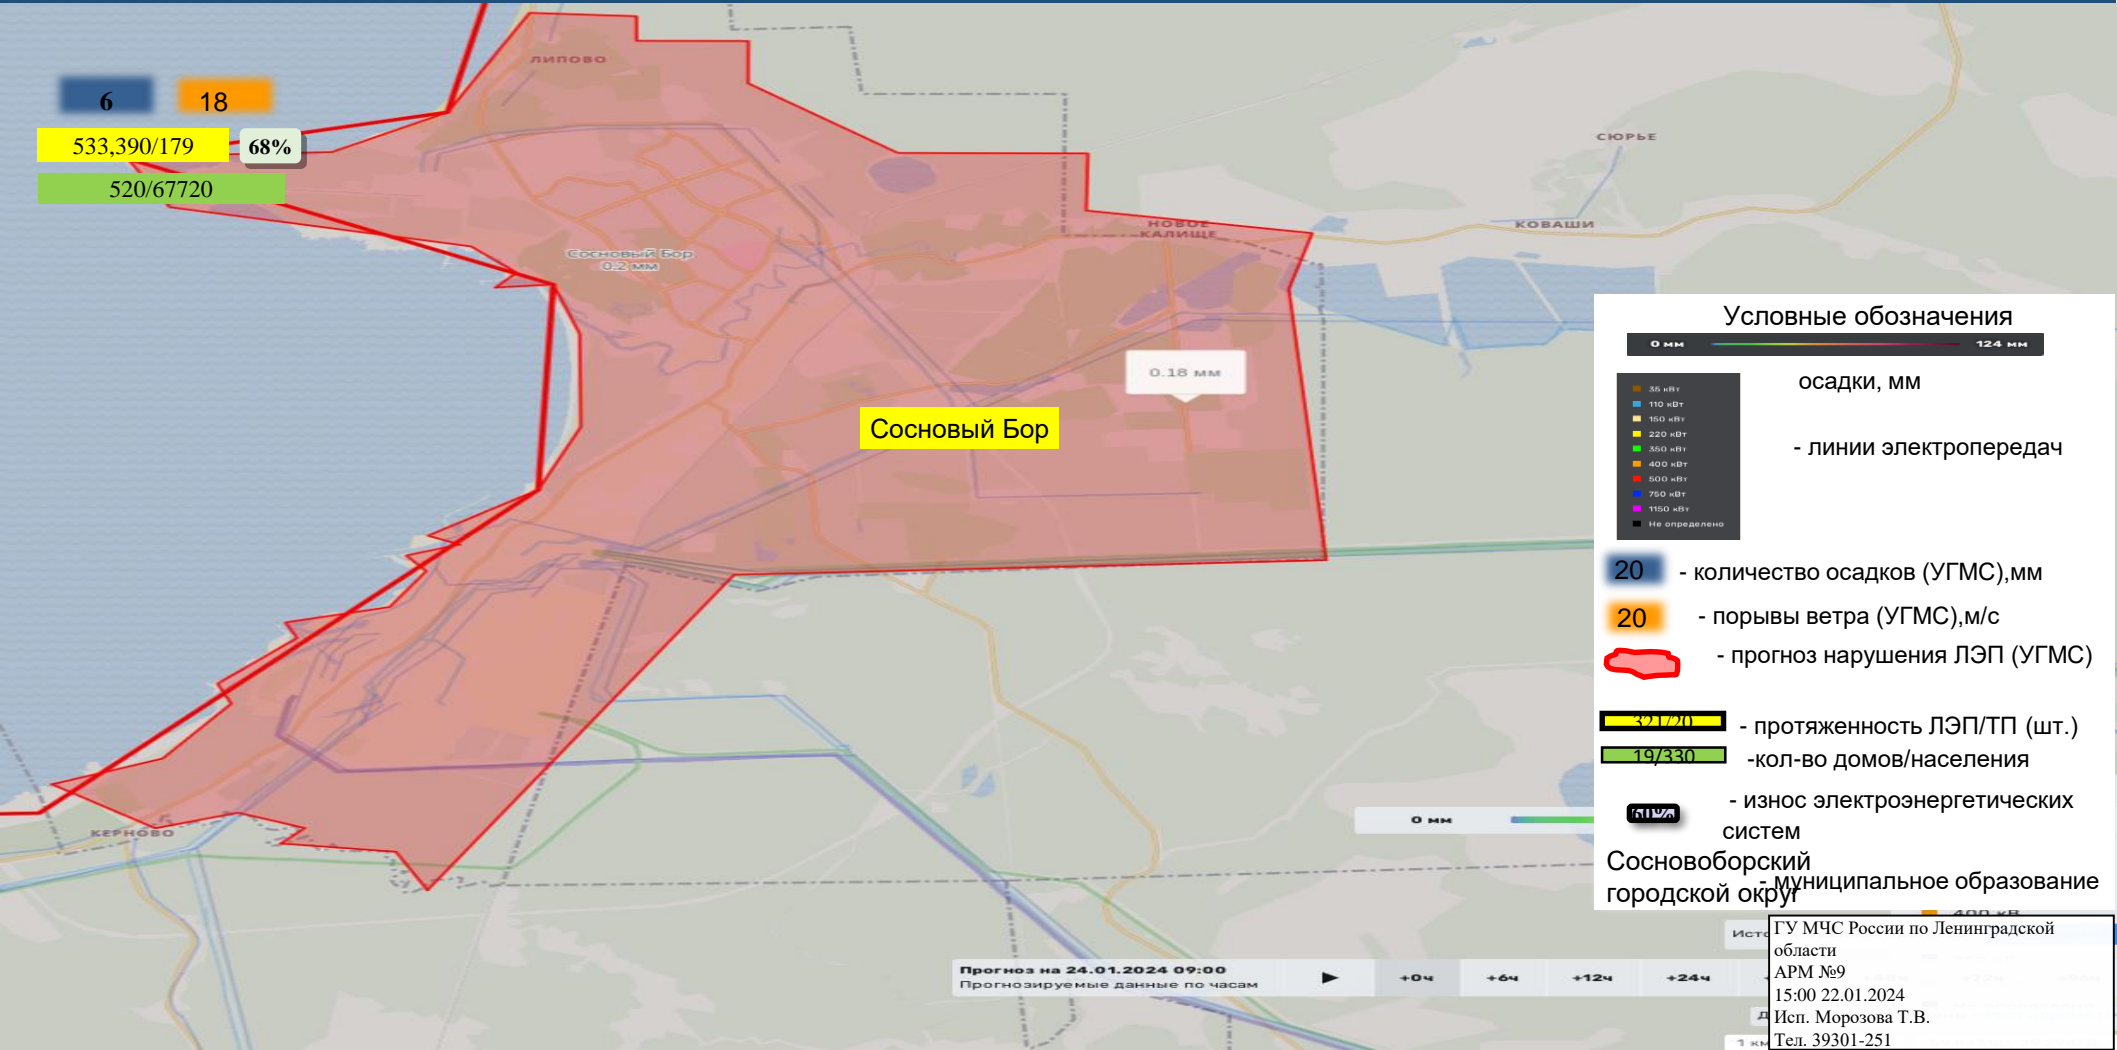 ЛИПОВО
6
18
533,390/179
68%
520/67720
СЮРЬЕ
НОВОЕ
КАЛИЩЕ
КОВАШИ
Сосновый Бор
0.2 мм
0.18 мм
Сосновый Бор
КЕРНОВО
Условные обозначения
0 мм
124 мм
осадки, мм
35 кВт
110 кВт
150 кВт
220 кВт
350 кВт
400 кВт
500 кВт
750 кВт
1150 кВт
Не определено
- линии электропередач
20 - количество осадков (УГМС),мм
20 - порывы ветра (УГМС),м/с
- прогноз нарушения ЛЭП (УГМС)
321/20 - протяженность ЛЭП/ТП (шт.)
19/330 -кол-во домов/населения
60% - износ электроэнергетических
систем
Сосновоборский
городской округ
- муниципальное образование
0 мм
400 кВ
Прогноз на 24.01.2024 09:00
Прогнозируемые данные по часам
+0ч
+6ч
+12ч
+24ч
ГУ МЧС России по Ленинградской
области
АРМ №9
15:00 22.01.2024
Исп. Морозова Т.В.
Тел. 39301-251
1 км